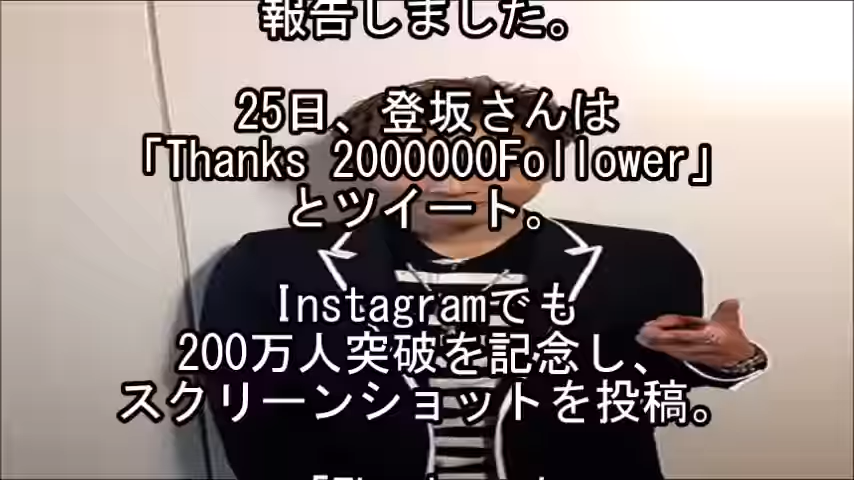 報告しました。
25日、登坂さんは
「Thanks 2000000Follower」
とツイート。
Instagramでも
200万人突破を記念し、
スクリーンショットを投稿。